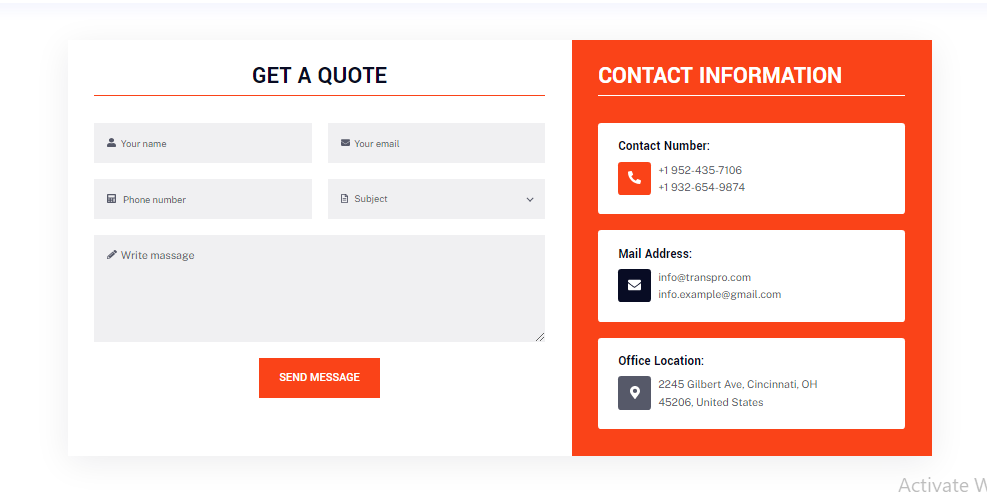 GET A QUOTE
Your name
Your email
Phone number
Subject
Write massage
SEND MESSAGE
CONTACT INFORMATION
Contact Number:
+1 952-435-7106
+1 932-654-9874
Mail Address:
info@transpro.com
info.example@gmail.com
Office Location:
2245 Gilbert Ave, Cincinnati, OH
45206, United States
Activate W